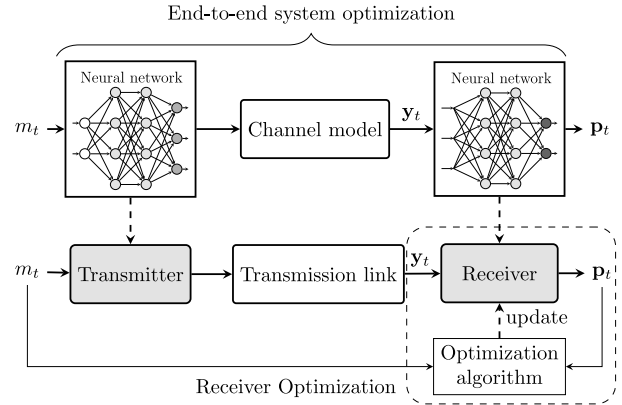 End-to-end system optimization
Neural network
Neural network
m_t
Channel model
y_t
p_t
m_t
Transmitter
Transmission link
y_t
Receiver
p_t
update
Optimization
algorithm
Receiver Optimization